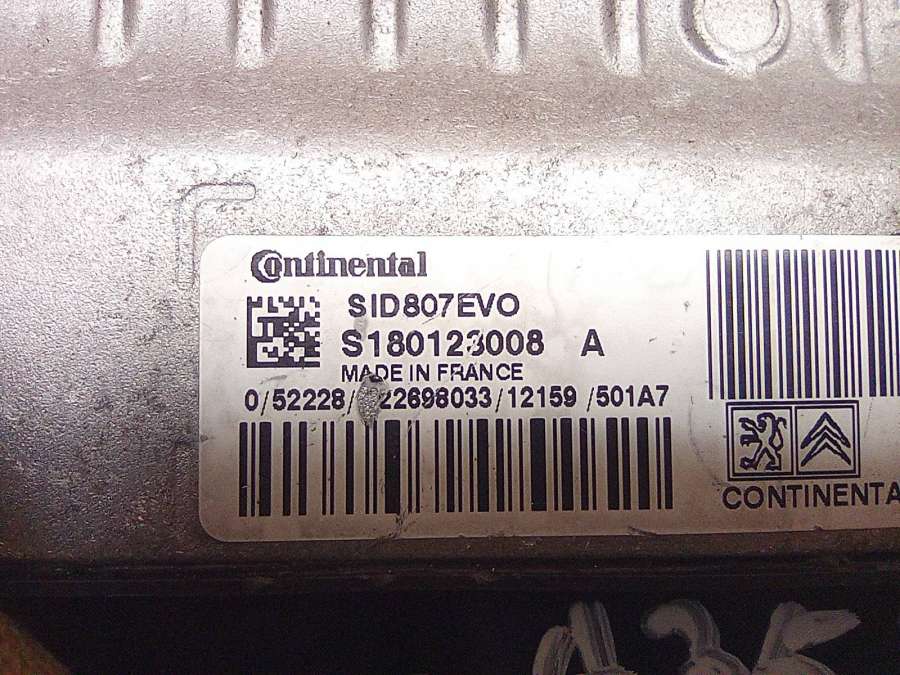 Continental
SID807EVO
S180123008 A
MADE IN FRANCE
0/52228/ 22698033/12159/501A7
CONTINENTA